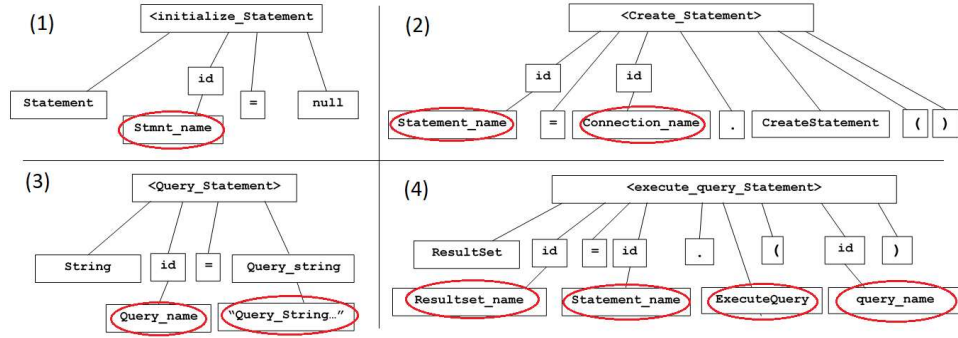 (1)
<initialize_Statement
Statement
id
=
null
Stmnt_name
(2)
<Create_Statement>
id
id
Statement_name
=
Connection_name
.
CreateStatement
(
)
(3)
<Query_Statement>
String
id
=
Query_string
Query_name
“Query_String…”
(4)
<execute_query_Statement>
ResultSet
id
=
id
.
(
id
)
Resultset_name
Statement_name
ExecuteQuery
query_name